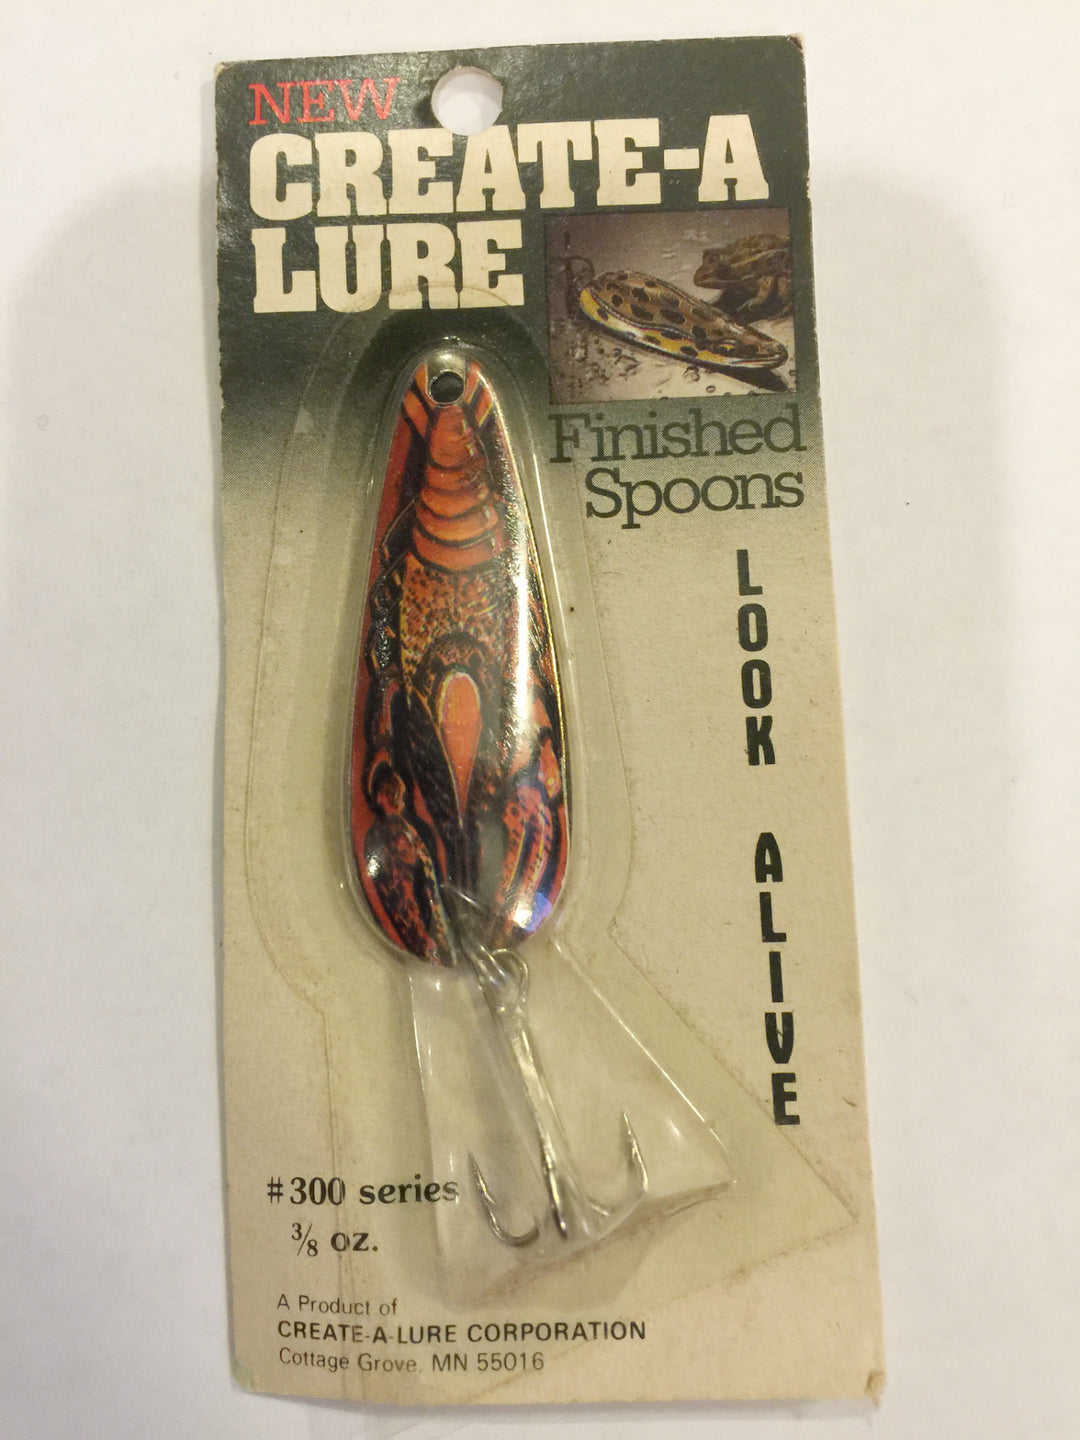 NEW
CREATE-A
LURE
Finished
Spoons
LOOK ALIVE
#300 series
3/8 oz.
A Product of
CREATE-A-LURE CORPORATION
Cottage Grove, MN 55016